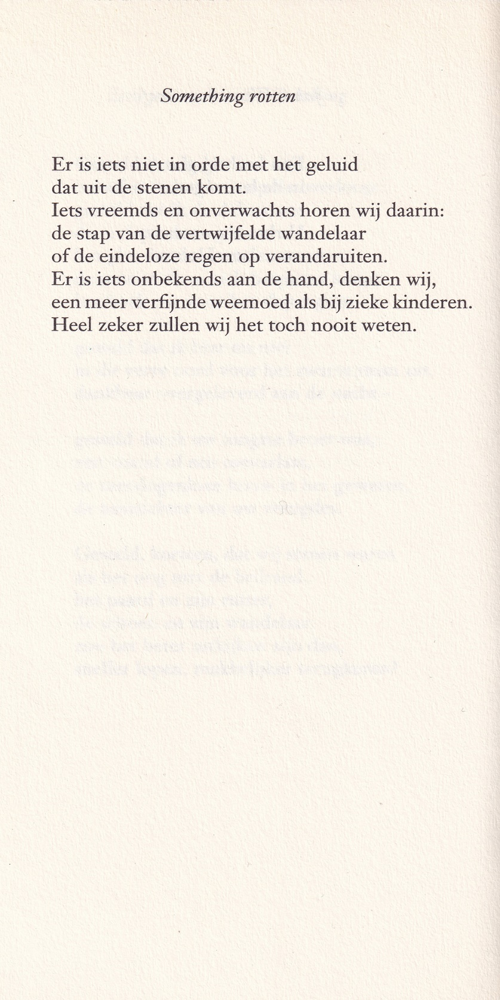 Something rotten
Er is iets niet in orde met het geluid
dat uit de stenen komt.
Iets vreemds en onverwachts horen wij daarin:
de stap van de vertwijfelde wandelaar
of de eindeloze regen op verandaruiten.
Er is iets onbekends aan de hand, denken wij,
een meer verfijnde weemoed als bij zieke kinderen.
Heel zeker zullen wij het toch nooit weten.